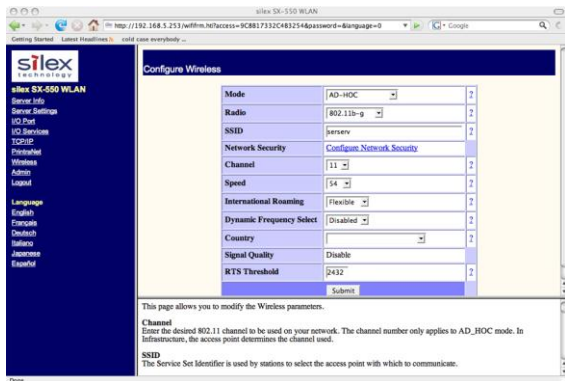 silex SX-550 WLAN
http://192.168.5.253/wififrm.htm?access=9C8B17332C483254&password=&language=0
Google
Getting Started Latest Headlines cold case everybody ...
silex
technology
silex SX-550 WLAN
Server Info
Server Settings
I/O Port
I/O Services
TCP/IP
PrintraNet
Wireless
Admin
Logout
Language
English
Français
Deutsch
Italiano
Japanese
Español
Configure Wireless
Mode AD-HOC ?
Radio 802.11b-g ?
SSID serserv ?
Network Security Configure Network Security
Channel 11 ?
Speed 54 ?
International Roaming Flexible ?
Dynamic Frequency Select Disabled ?
Country ?
Signal Quality Disable
RTS Threshold 2432 ?
Submit
This page allows you to modify the Wireless parameters.
Channel
Enter the desired 802.11 channel to be used on your network. The channel number only applies to AD_HOC mode. In
Infrastructure, the access point determines the channel used.
SSID
The Service Set Identifier is used by stations to select the access point with which to communicate.
Done